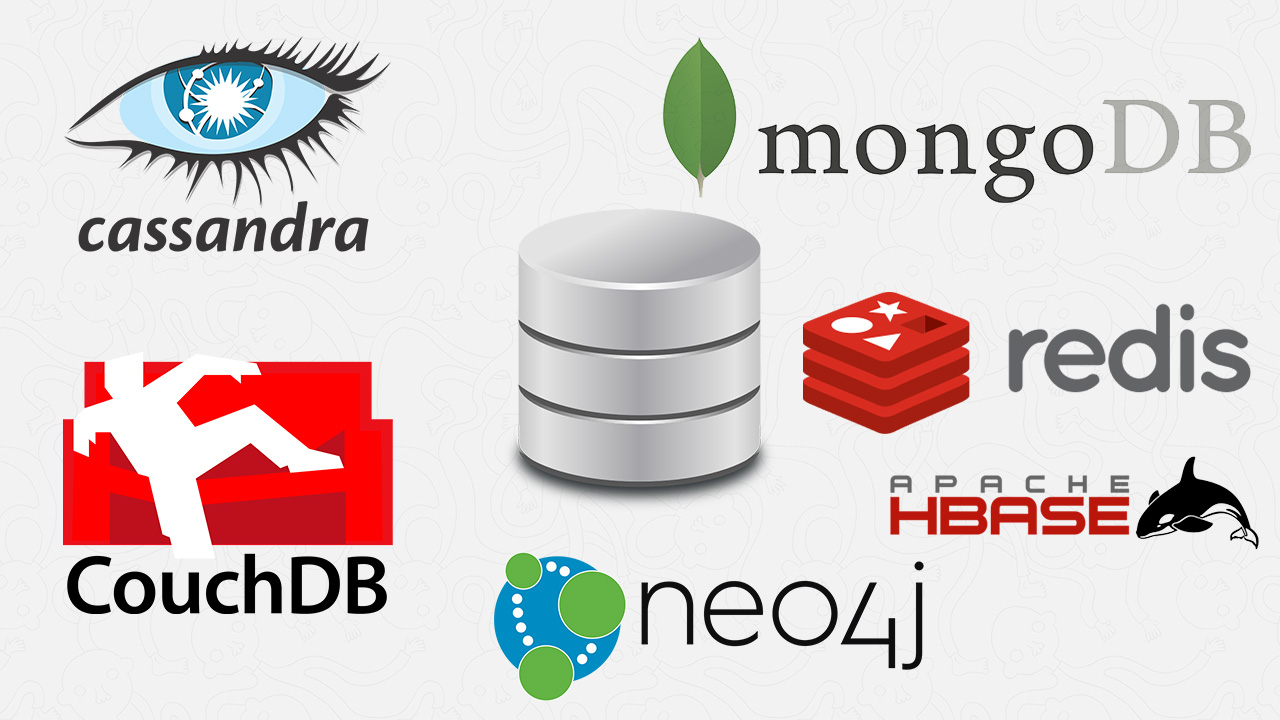 cassandra
mongoDB
redis
APACHE
HBASE
CouchDB
neo4j